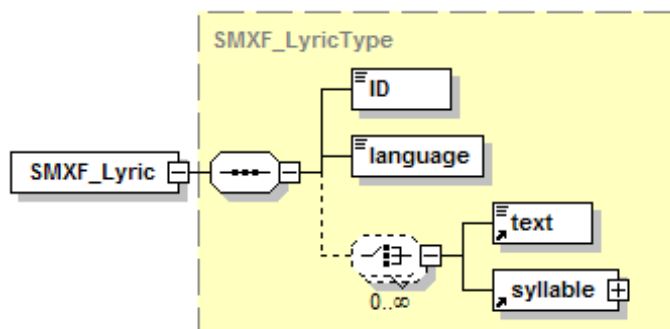 SMXF_LyricType
ID
SMXF_Lyric
language
text
syllable
0..∞